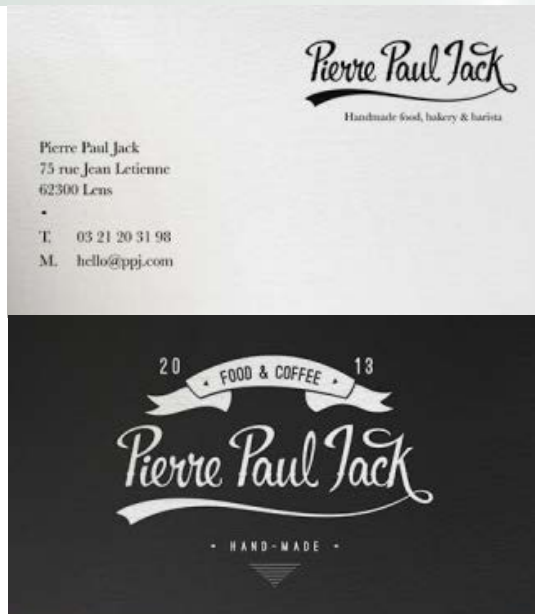 Pierre Paul Jack
Handmade food, bakery & barista
Pierre Paul Jack
75 rue Jean Letienne
62300 Lens
T. 03 21 20 31 98
M. hello@ppj.com
20 FOOD & COFFEE 13
Pierre Paul Jack
HAND-MADE